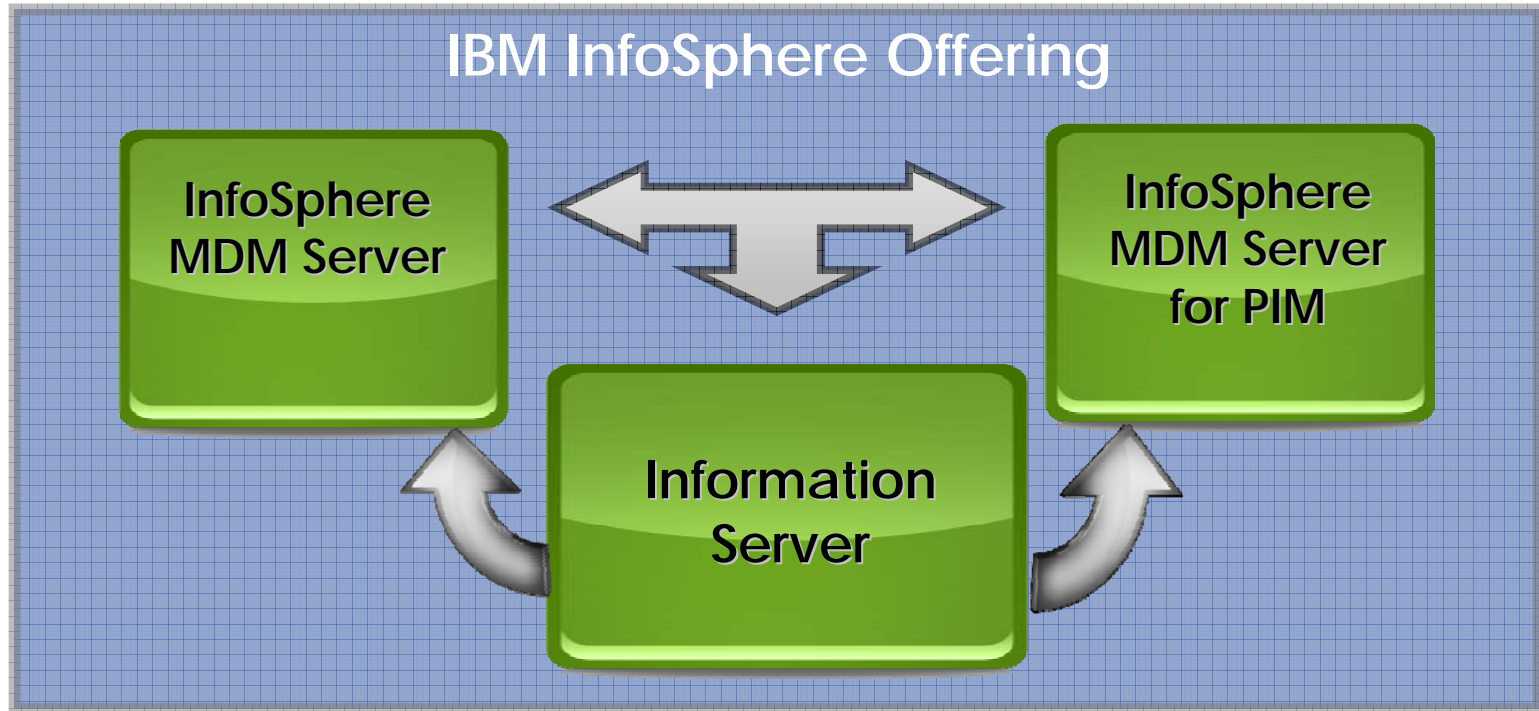 IBM InfoSphere Offering
InfoSphere
MDM Server
InfoSphere
MDM Server
for PIM
Information
Server